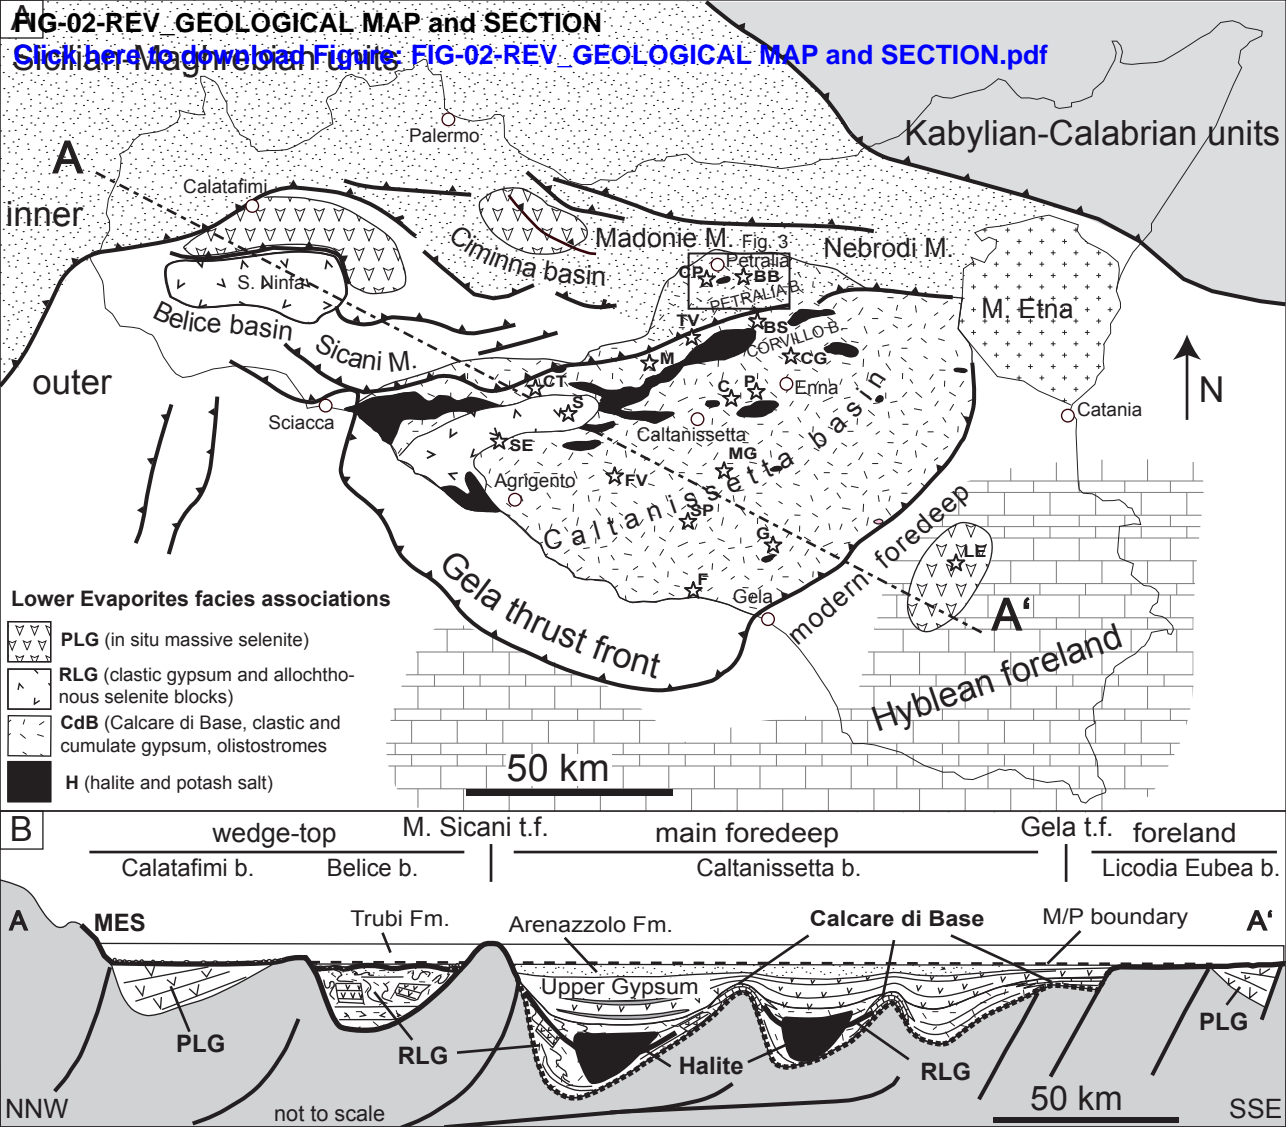 A
FIG-02-REV_GEOLOGICAL MAP and SECTION
Click here to download Figure: FIG-02-REV_GEOLOGICAL MAP and SECTION.pdf
Sicilian-Maghrebian units
Kabylian-Calabrian units
Palermo
A
Calatafimi
inner
Ciminna basin
Madonie M.
Fig. 3
Nebrodi M.
Petralia
CP
BB
PETRALIA B.
S. Ninfa
M. Etna
Belice basin
TV
BS
CORVILLO B.
Sicani M.
M
CG
outer
CT
C
P
Enna
N
S
Sciacca
Catania
Caltanissetta
SE
MG
Agrigento
FV
Caltanissetta basin
SP
G
modern foredeep
LE
Gela thrust front
F
Gela
A‘
Hyblean foreland
Lower Evaporites facies associations
PLG (in situ massive selenite)
RLG (clastic gypsum and allochtho-
nous selenite blocks)
CdB (Calcare di Base, clastic and
cumulate gypsum, olistostromes
H (halite and potash salt)
50 km
B
wedge-top
M. Sicani t.f.
main foredeep
Gela t.f.
foreland
Calatafimi b.
Belice b.
Caltanissetta b.
Licodia Eubea b.
A
MES
Trubi Fm.
Arenazzolo Fm.
Calcare di Base
M/P boundary
A‘
Upper Gypsum
PLG
RLG
Halite
RLG
PLG
NNW
not to scale
50 km
SSE